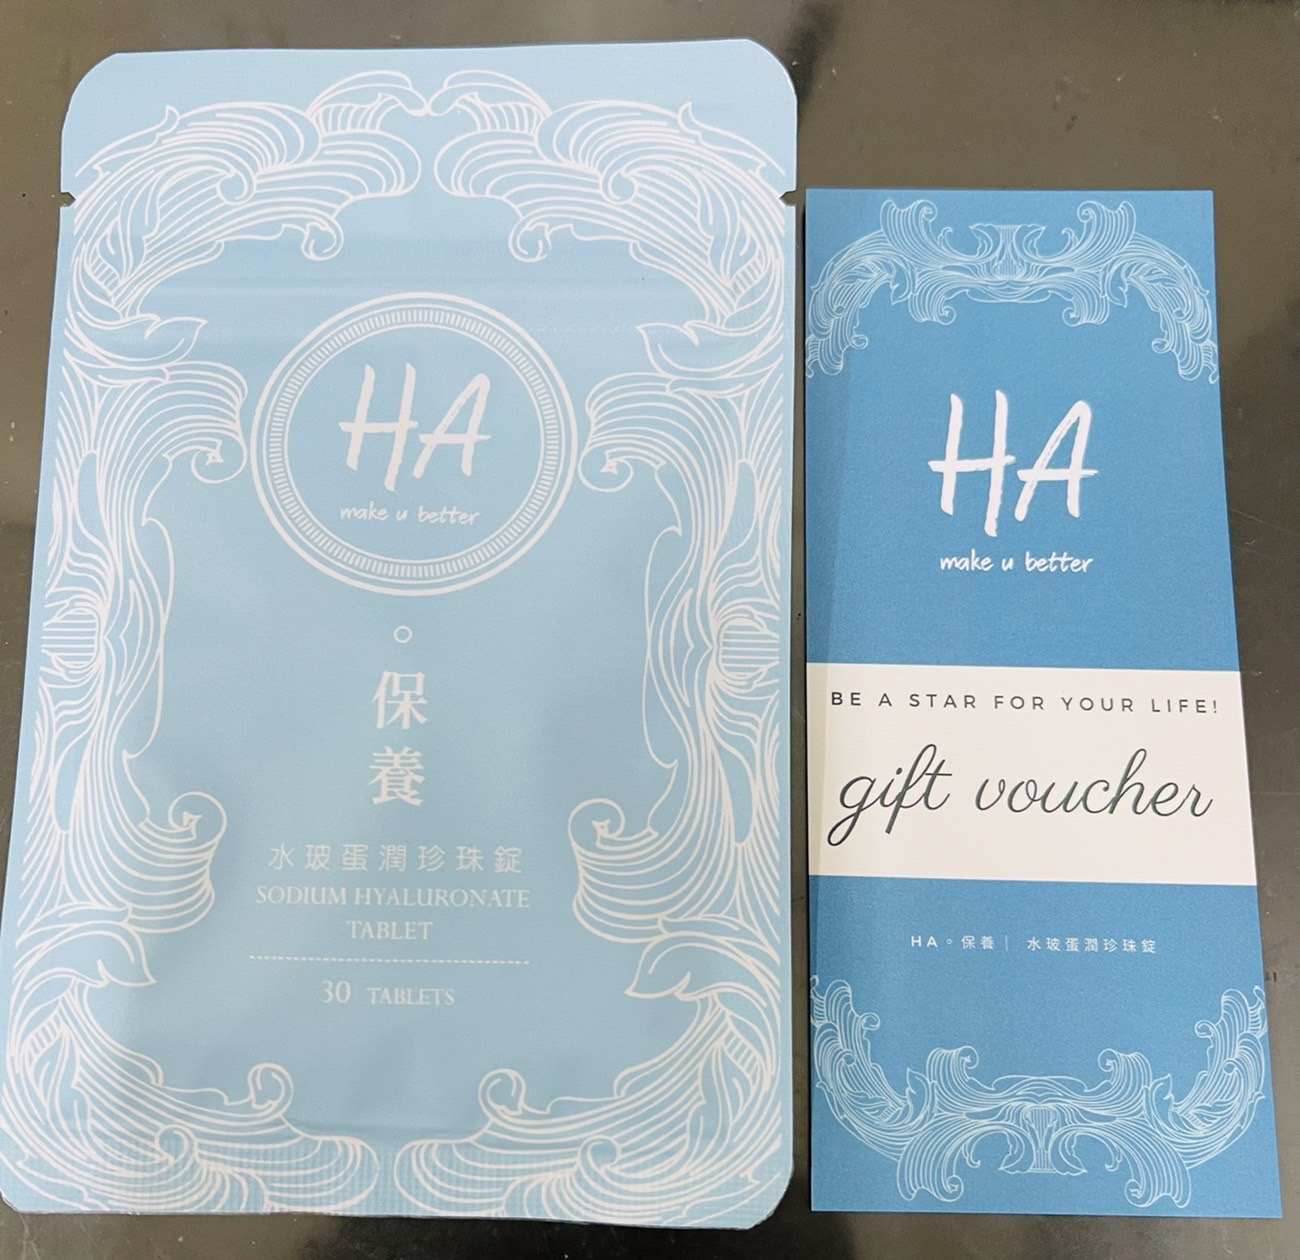 HA
make u better
。
保
養
水玻蛋潤珍珠錠
SODIUM HYALURONATE
TABLET
30 TABLETS
HA
make u better
BE A STAR FOR YOUR LIFE!
gift voucher
HA。保養｜ 水玻蛋潤珍珠錠